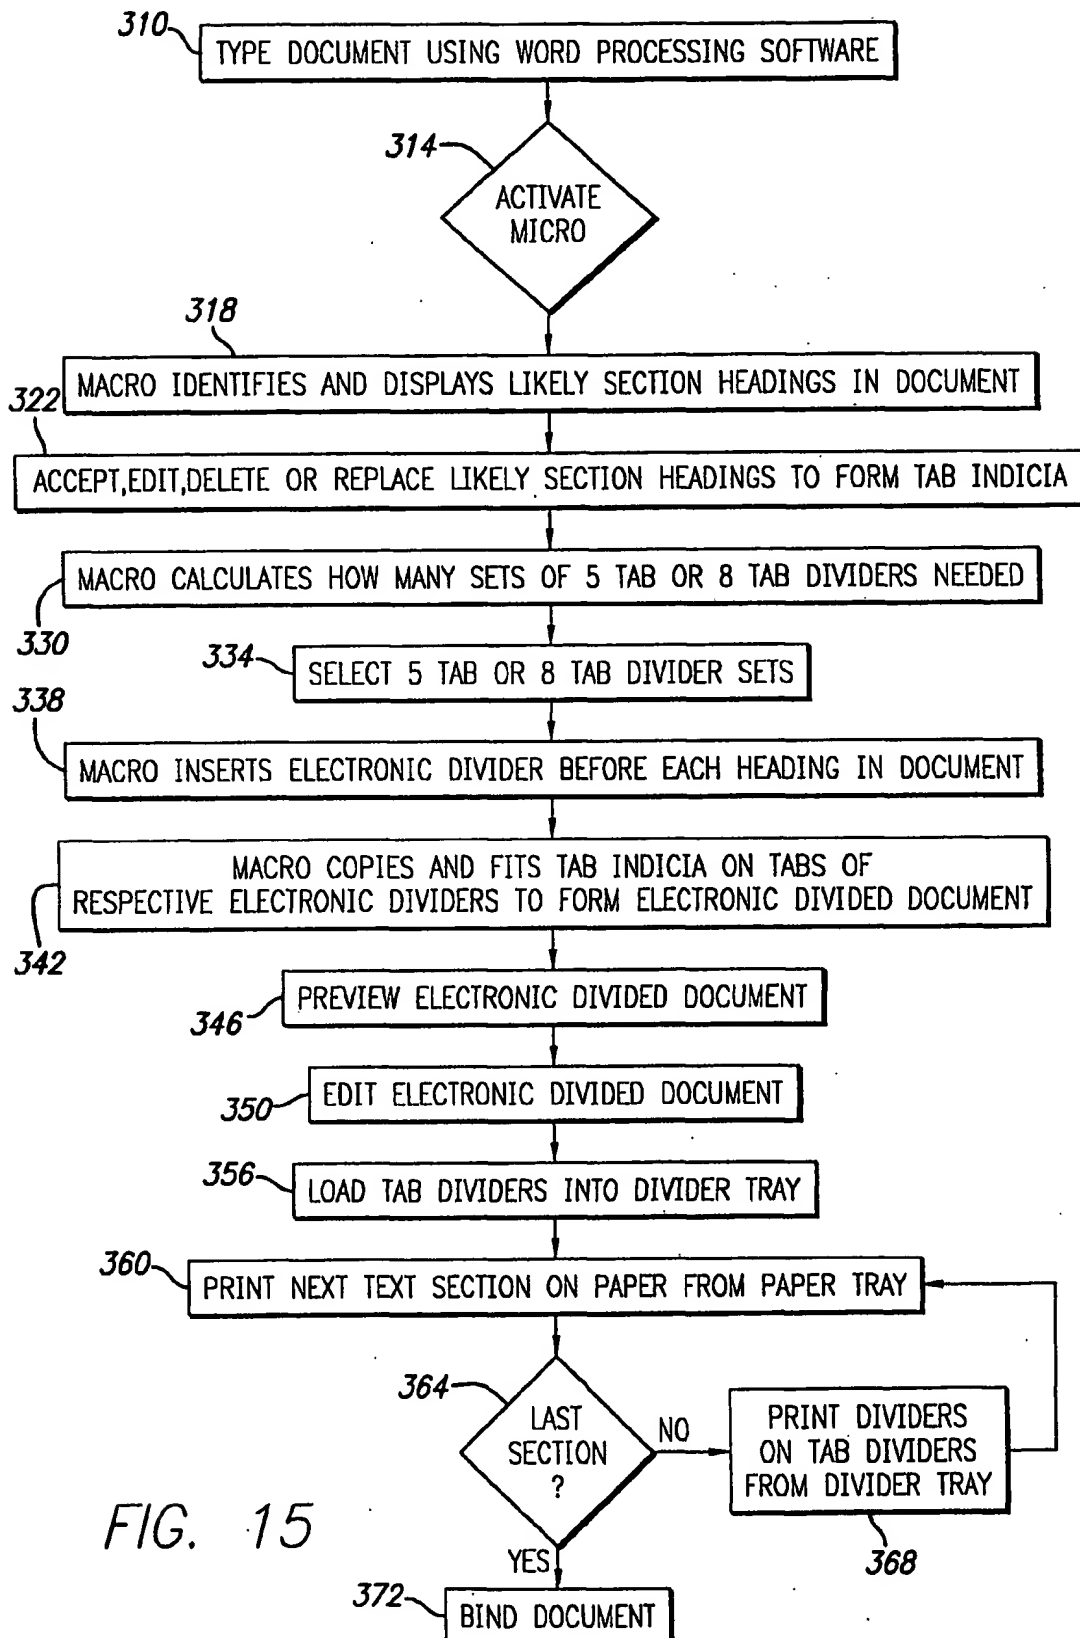 310
TYPE DOCUMENT USING WORD PROCESSING SOFTWARE
314
ACTIVATE
MICRO
318
MACRO IDENTIFIES AND DISPLAYS LIKELY SECTION HEADINGS IN DOCUMENT
322
ACCEPT,EDIT,DELETE OR REPLACE LIKELY SECTION HEADINGS TO FORM TAB INDICIA
MACRO CALCULATES HOW MANY SETS OF 5 TAB OR 8 TAB DIVIDERS NEEDED
330
334
SELECT 5 TAB OR 8 TAB DIVIDER SETS
338
MACRO INSERTS ELECTRONIC DIVIDER BEFORE EACH HEADING IN DOCUMENT
MACRO COPIES AND FITS TAB INDICIA ON TABS OF
RESPECTIVE ELECTRONIC DIVIDERS TO FORM ELECTRONIC DIVIDED DOCUMENT
342
PREVIEW ELECTRONIC DIVIDED DOCUMENT
346
EDIT ELECTRONIC DIVIDED DOCUMENT
350
356
LOAD TAB DIVIDERS INTO DIVIDER TRAY
360
PRINT NEXT TEXT SECTION ON PAPER FROM PAPER TRAY
364
LAST
SECTION
?
NO
PRINT DIVIDERS
ON TAB DIVIDERS
FROM DIVIDER TRAY
368
FIG. 15
YES
372
BIND DOCUMENT